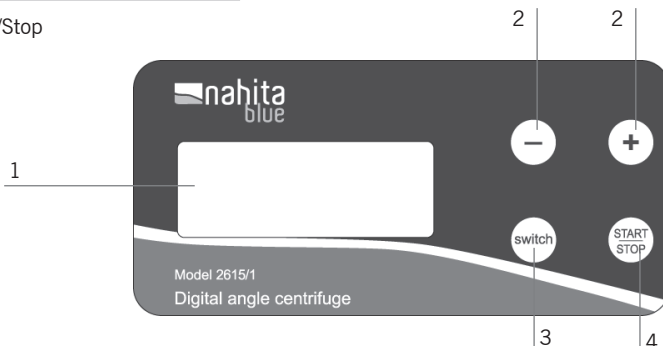 /Stop
2 2
nahita
blue
− +
1
switch START
STOP
Model 2615/1
Digital angle centrifuge
3 4